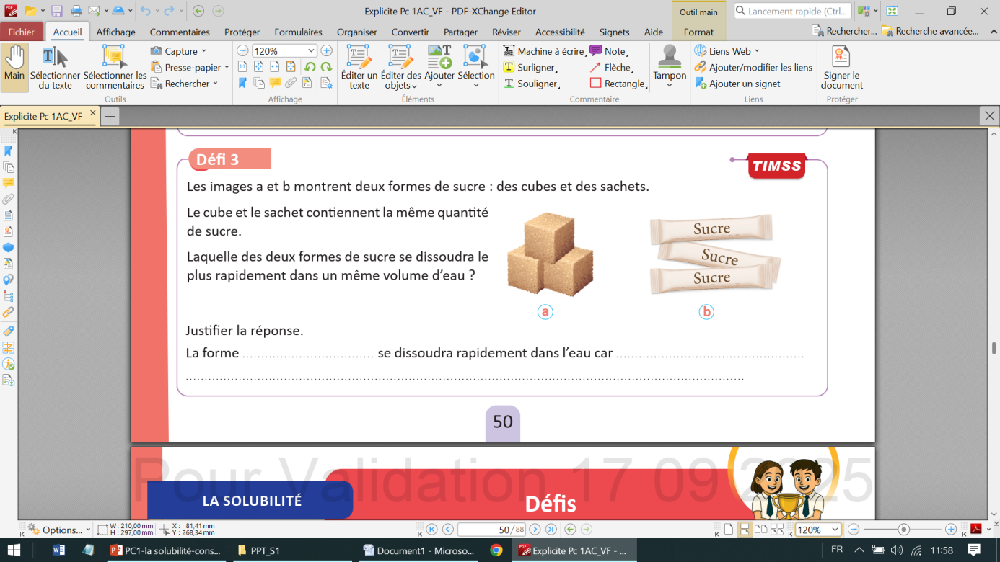 Explicite Pc 1AC_VF - PDF-XChange Editor
Outil main
Lancement rapide (Ctrl...
Fichier Accueil Affichage Commentaires Protéger Formulaires Organiser Convertir Partager Réviser Accessibilité Signets Aide Format Rechercher... Recherche avancée...
Main
Sélectionner du texte
Sélectionner les commentaires
Capture
Presse-papier
Rechercher
Outils
120%
Affichage
Éditer un texte
Éditer des objets
Ajouter
Sélection
Éléments
Machine à écrire
Surligner
Souligner
Note
Flèche
Rectangle
Commentaire
Tampon
Liens Web
Ajouter/modifier les liens
Ajouter un signet
Liens
Signer le document
Protéger
Explicite Pc 1AC_VF
Défi 3
TIMSS
Les images a et b montrent deux formes de sucre : des cubes et des sachets.
Le cube et le sachet contiennent la même quantité
de sucre.
Laquelle des deux formes de sucre se dissoudra le
plus rapidement dans un même volume d'eau ?
Sucre
Sucre
Sucre
a
b
Justifier la réponse.
La forme ................................... se dissoudra rapidement dans l'eau car ..................................................
....................................................................................................................................................
50
Pour Validation 17 09 2025
LA SOLUBILITÉ
Défis
Options...
W : 210,00 mm
H : 297,00 mm
X : 81,41 mm
Y : 268,34 mm
50 / 88
120%
PC1-la solubilité-cons...
PPT_S1
Document1 - Microso...
Explicite Pc 1AC_VF - ...
FR
11:58